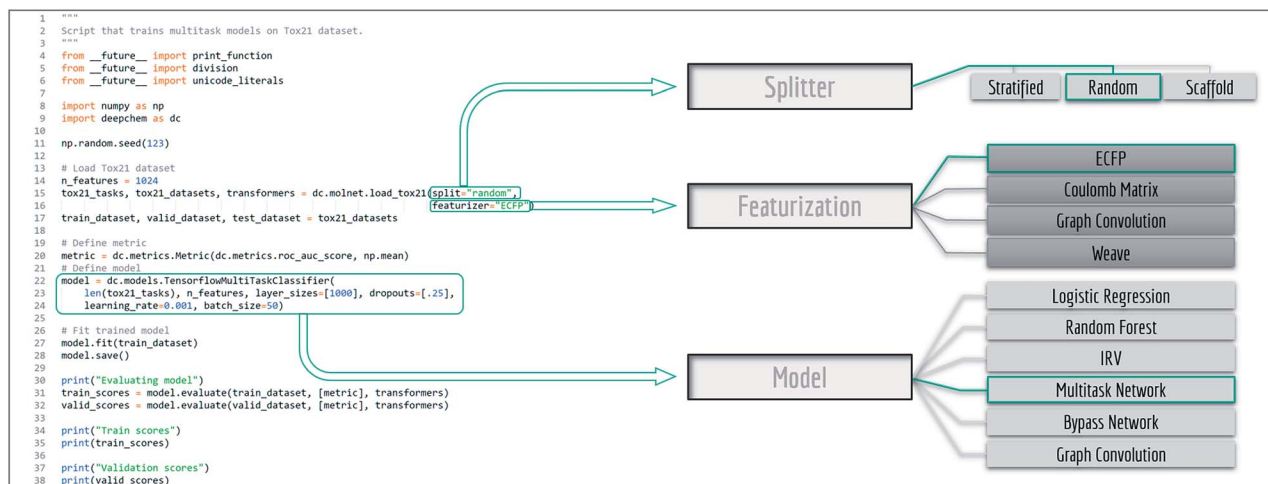 1 """
2 Script that trains multitask models on Tox21 dataset.
3 """
4 from __future__ import print_function
5 from __future__ import division
6 from __future__ import unicode_literals
7
8 import numpy as np
9 import deepchem as dc
10
11 np.random.seed(123)
12
13 # Load Tox21 dataset
14 n_features = 1024
15 tox21_tasks, tox21_datasets, transformers = dc.molnet.load_tox21(split="random",
16 featurizer="ECFP")
17 train_dataset, valid_dataset, test_dataset = tox21_datasets
18
19 # Define metric
20 metric = dc.metrics.Metric(dc.metrics.roc_auc_score, np.mean)
21 # Define model
22 model = dc.models.TensorflowMultiTaskClassifier(
23 len(tox21_tasks), n_features, layer_sizes=[1000], dropouts=[.25],
24 learning_rate=0.001, batch_size=50)
25
26 # Fit trained model
27 model.fit(train_dataset)
28 model.save()
29
30 print("Evaluating model")
31 train_scores = model.evaluate(train_dataset, [metric], transformers)
32 valid_scores = model.evaluate(valid_dataset, [metric], transformers)
33
34 print("Train scores")
35 print(train_scores)
36
37 print("Validation scores")
38 print(valid_scores)
Splitter
Stratified Random Scaffold
Featurization
ECFP
Coulomb Matrix
Graph Convolution
Weave
Model
Logistic Regression
Random Forest
IRV
Multitask Network
Bypass Network
Graph Convolution